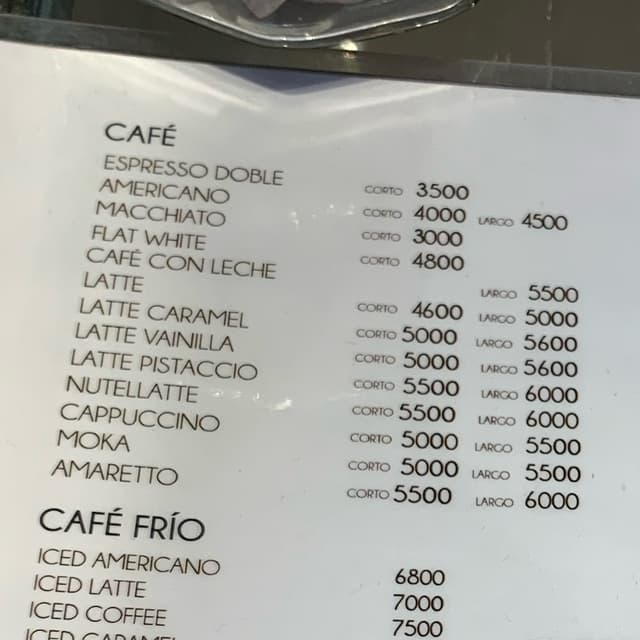 CAFÉ
ESPRESSO DOBLE CORTO 3500
AMERICANO CORTO 4000 LARGO 4500
MACCHIATO CORTO 3000
FLAT WHITE CORTO 4800
CAFÉ CON LECHE LARGO 5500
LATTE CORTO 4600 LARGO 5000
LATTE CARAMEL CORTO 5000 LARGO 5600
LATTE VAINILLA CORTO 5000 LARGO 5600
LATTE PISTACCIO CORTO 5500 LARGO 6000
NUTELLATTE CORTO 5500 LARGO 6000
CAPPUCCINO CORTO 5000 LARGO 5500
MOKA CORTO 5000 LARGO 5500
AMARETTO CORTO 5500 LARGO 6000
CAFÉ FRÍO
ICED AMERICANO 6800
ICED LATTE 7000
ICED COFFEE 7500
ICED CARAMEL